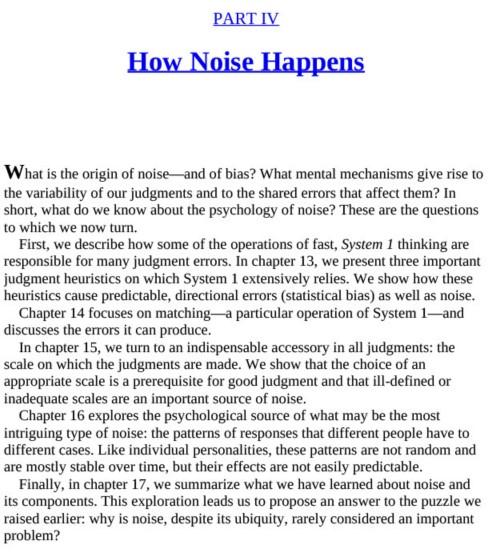 PART IV
How Noise Happens
What is the origin of noise—and of bias? What mental mechanisms give rise to
the variability of our judgments and to the shared errors that affect them? In
short, what do we know about the psychology of noise? These are the questions
to which we now turn.
First, we describe how some of the operations of fast, System 1 thinking are
responsible for many judgment errors. In chapter 13, we present three important
judgment heuristics on which System 1 extensively relies. We show how these
heuristics cause predictable, directional errors (statistical bias) as well as noise.
Chapter 14 focuses on matching—a particular operation of System 1—and
discusses the errors it can produce.
In chapter 15, we turn to an indispensable accessory in all judgments: the
scale on which the judgments are made. We show that the choice of an
appropriate scale is a prerequisite for good judgment and that ill-defined or
inadequate scales are an important source of noise.
Chapter 16 explores the psychological source of what may be the most
intriguing type of noise: the patterns of responses that different people have to
different cases. Like individual personalities, these patterns are not random and
are mostly stable over time, but their effects are not easily predictable.
Finally, in chapter 17, we summarize what we have learned about noise and
its components. This exploration leads us to propose an answer to the puzzle we
raised earlier: why is noise, despite its ubiquity, rarely considered an important
problem?